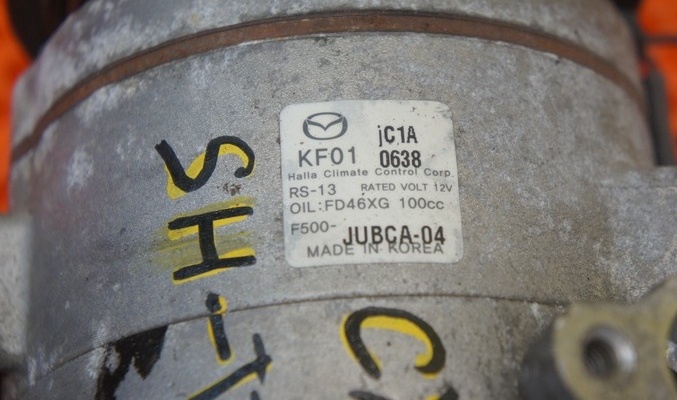 jC1A
KF01 0638
Halla Climate Control Corp.
RS-13 RATED VOLT 12V
OIL:FD46XG 100cc
F500-JUBCA-04
MADE IN KOREA
SH-